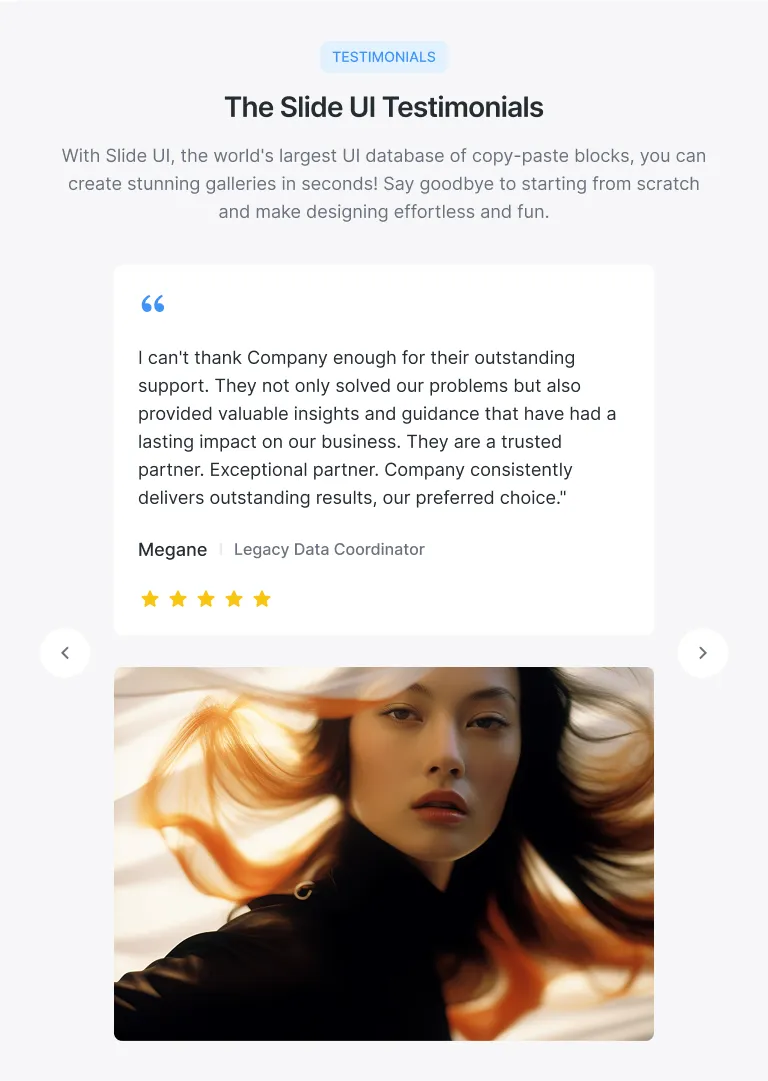 TESTIMONIALS
The Slide UI Testimonials
With Slide UI, the world's largest UI database of copy-paste blocks, you can
create stunning galleries in seconds! Say goodbye to starting from scratch
and make designing effortless and fun.
“
I can't thank Company enough for their outstanding
support. They not only solved our problems but also
provided valuable insights and guidance that have had a
lasting impact on our business. They are a trusted
partner. Exceptional partner. Company consistently
delivers outstanding results, our preferred choice."
Megane | Legacy Data Coordinator